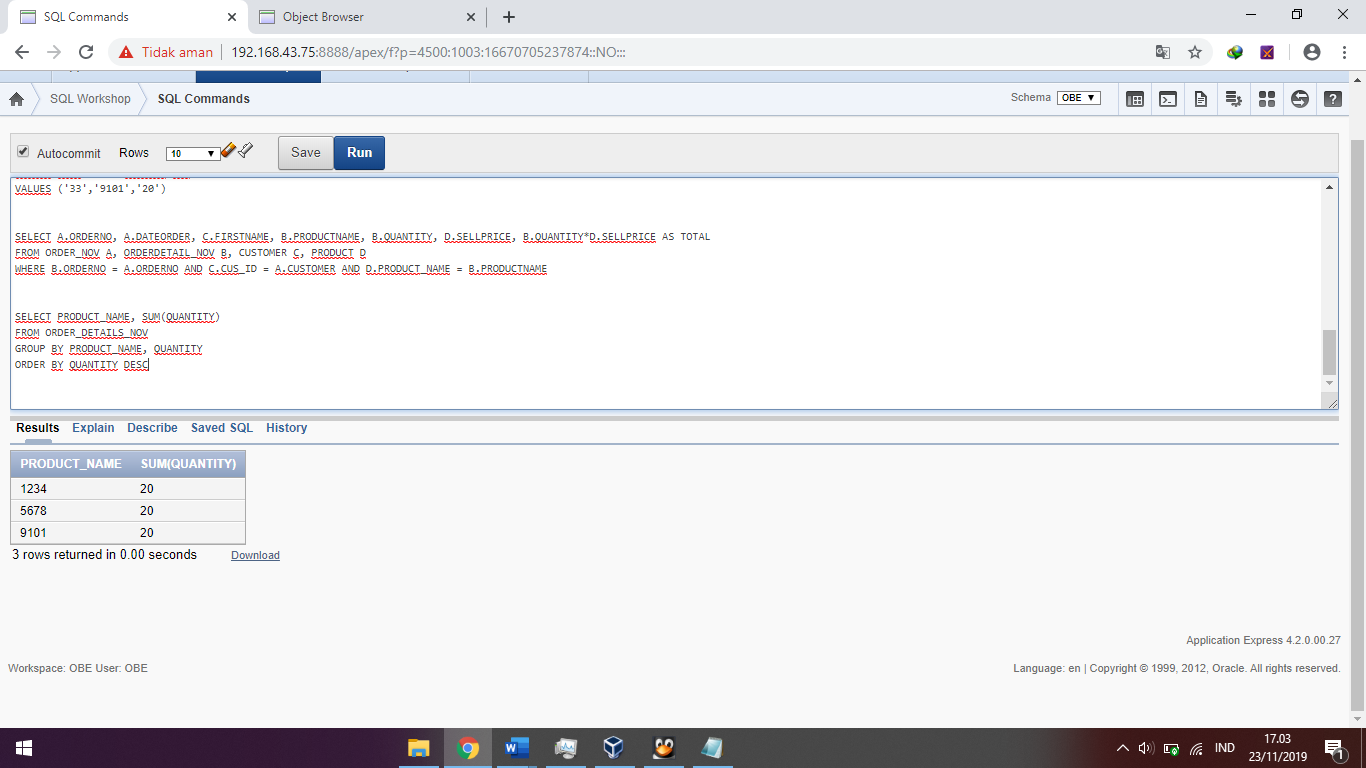 SQL Commands
Object Browser
Tidak aman
192.168.43.75:8888/apex/f?p=4500:1003:16670705237874::NO:::
SQL Workshop
SQL Commands
Schema
OBE
Autocommit
Rows
10
Save
Run
VALUES ('33','9101','20')
SELECT A.ORDERNO, A.DATEORDER, C.FIRSTNAME, B.PRODUCTNAME, B.QUANTITY, D.SELLPRICE, B.QUANTITY*D.SELLPRICE AS TOTAL
FROM ORDER_NOV A, ORDERDETAIL_NOV B, CUSTOMER C, PRODUCT D
WHERE B.ORDERNO = A.ORDERNO AND C.CUS_ID = A.CUSTOMER AND D.PRODUCT_NAME = B.PRODUCTNAME
SELECT PRODUCT_NAME, SUM(QUANTITY)
FROM ORDER_DETAILS_NOV
GROUP BY PRODUCT_NAME, QUANTITY
ORDER BY QUANTITY DESC
Results Explain Describe Saved SQL History
PRODUCT_NAME SUM(QUANTITY)
1234 20
5678 20
9101 20
3 rows returned in 0.00 seconds
Download
Application Express 4.2.0.00.27
Workspace: OBE User: OBE
Language: en | Copyright © 1999, 2012, Oracle. All rights reserved.
IND
17.03
23/11/2019
1